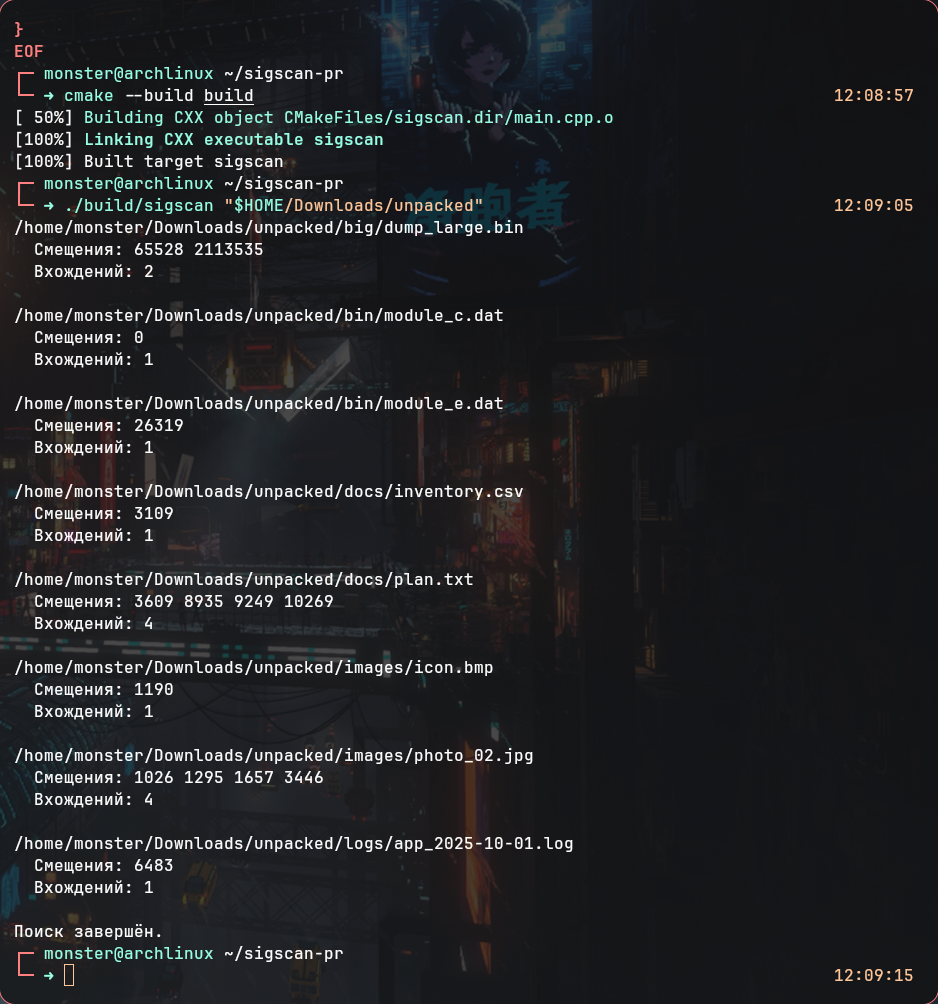 }
EOF
monster@archlinux ~/sigscan-pr
➜ cmake --build build 12:08:57
[ 50%] Building CXX object CMakeFiles/sigscan.dir/main.cpp.o
[100%] Linking CXX executable sigscan
[100%] Built target sigscan
monster@archlinux ~/sigscan-pr
➜ ./build/sigscan "$HOME/Downloads/unpacked" 12:09:05
/home/monster/Downloads/unpacked/big/dump_large.bin
  Смещения: 65528 2113535
  Вхождений: 2

/home/monster/Downloads/unpacked/bin/module_c.dat
  Смещения: 0
  Вхождений: 1

/home/monster/Downloads/unpacked/bin/module_e.dat
  Смещения: 26319
  Вхождений: 1

/home/monster/Downloads/unpacked/docs/inventory.csv
  Смещения: 3109
  Вхождений: 1

/home/monster/Downloads/unpacked/docs/plan.txt
  Смещения: 3609 8935 9249 10269
  Вхождений: 4

/home/monster/Downloads/unpacked/images/icon.bmp
  Смещения: 1190
  Вхождений: 1

/home/monster/Downloads/unpacked/images/photo_02.jpg
  Смещения: 1026 1295 1657 3446
  Вхождений: 4

/home/monster/Downloads/unpacked/logs/app_2025-10-01.log
  Смещения: 6483
  Вхождений: 1

Поиск завершён.
monster@archlinux ~/sigscan-pr
➜ 12:09:15